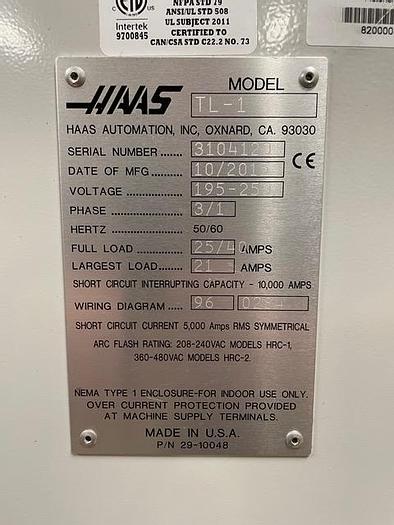 Intertek
9700845
NFPA STD 79
ANSI/UL STD 508
UL SUBJECT 2011
CERTIFIED TO
CAN/CSA STD C22.2 NO. 73
820000
HAAS
MODEL
TL-1
HAAS AUTOMATION, INC, OXNARD, CA. 93030
SERIAL NUMBER
CE
DATE OF MFG.
VOLTAGE
PHASE 3/1
HERTZ 50/60
FULL LOAD 25/40 AMPS
LARGEST LOAD 21 AMPS
SHORT CIRCUIT INTERRUPTING CAPACITY - 10,000 AMPS
WIRING DIAGRAM 96
SHORT CIRCUIT CURRENT 5,000 Amps RMS SYMMETRICAL
ARC FLASH RATING: 208-240VAC MODELS HRC-1,
360-480VAC MODELS HRC-2.
NEMA TYPE 1 ENCLOSURE-FOR INDOOR USE ONLY.
OVER CURRENT PROTECTION PROVIDED
AT MACHINE SUPPLY TERMINALS.
MADE IN U.S.A.
P/N 29-10048